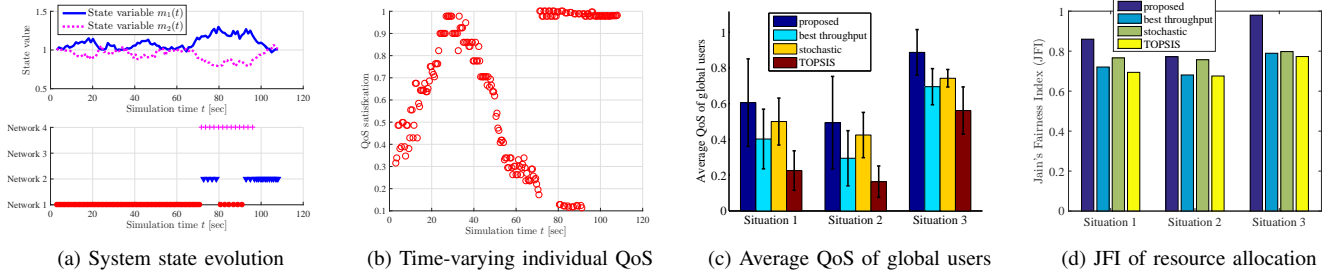 State variable m₁(t)
State variable m₂(t)
State value
1.5
1
0.5
0 20 40 60 80 100 120
Simulation time t [sec]
Network 4
Network 3
Network 2
Network 1
0 20 40 60 80 100 120
Simulation time t [sec]
(a) System state evolution
QoS satisfication
1
0.9
0.8
0.7
0.6
0.5
0.4
0.3
0.2
0.1
0 20 40 60 80 100 120
Simulation time t [sec]
(b) Time-varying individual QoS
Average QoS of global users
1
0.8
0.6
0.4
0.2
0
proposed
best throughput
stochastic
TOPSIS
Situation 1 Situation 2 Situation 3
(c) Average QoS of global users
Jain's Fairness Index (JFI)
1
0.8
0.6
0.4
0.2
0
proposed
best throughput
stochastic
TOPSIS
Situation 1 Situation 2 Situation 3
(d) JFI of resource allocation